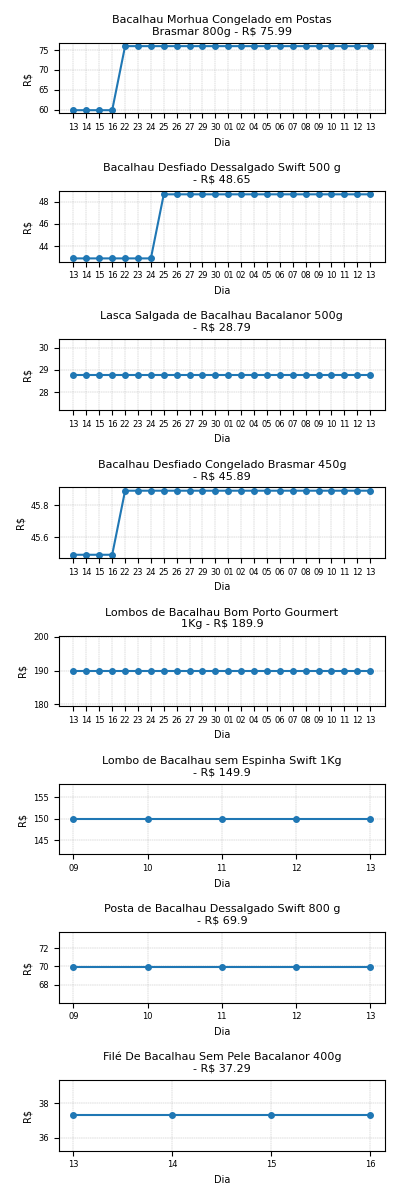 Bacalhau Morhua Congelado em Postas
Brasmar 800g - R$ 75.99
75
70
65
60
R$
13 14 15 16 22 23 24 25 26 27 29 30 01 02 04 05 06 07 08 09 10 11 12 13
Dia
Bacalhau Desfiado Dessalgado Swift 500 g
- R$ 48.65
48
46
44
R$
13 14 15 16 22 23 24 25 26 27 29 30 01 02 04 05 06 07 08 09 10 11 12 13
Dia
Lasca Salgada de Bacalhau Bacalanor 500g
- R$ 28.79
30
29
28
R$
13 14 15 16 22 23 24 25 26 27 29 30 01 02 04 05 06 07 08 09 10 11 12 13
Dia
Bacalhau Desfiado Congelado Brasmar 450g
- R$ 45.89
45.8
45.6
R$
13 14 15 16 22 23 24 25 26 27 29 30 01 02 04 05 06 07 08 09 10 11 12 13
Dia
Lombos de Bacalhau Bom Porto Gourmert
1Kg - R$ 189.9
200
190
180
R$
13 14 15 16 22 23 24 25 26 27 29 30 01 02 04 05 06 07 08 09 10 11 12 13
Dia
Lombo de Bacalhau sem Espinha Swift 1Kg
- R$ 149.9
155
150
145
R$
09 10 11 12 13
Dia
Posta de Bacalhau Dessalgado Swift 800 g
- R$ 69.9
72
70
68
R$
09 10 11 12 13
Dia
Filé De Bacalhau Sem Pele Bacalanor 400g
- R$ 37.29
38
36
R$
13 14 15 16
Dia